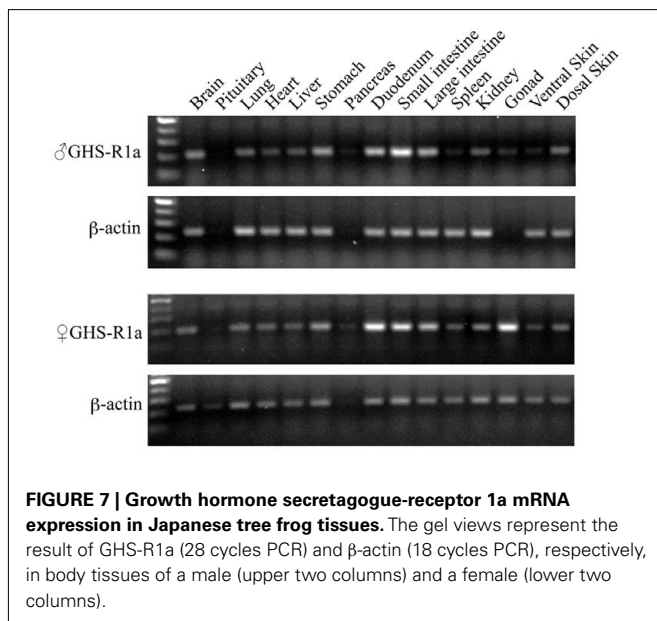 Brain
Pituitary
Lung
Heart
Liver
Stomach
Pancreas
Duodenum
Small intestine
Large intestine
Spleen
Kidney
Gonad
Ventral Skin
Dosal Skin
♂GHS-R1a
β-actin
♀GHS-R1a
β-actin
FIGURE 7 | Growth hormone secretagogue-receptor 1a mRNA
expression in Japanese tree frog tissues. The gel views represent the
result of GHS-R1a (28 cycles PCR) and β-actin (18 cycles PCR), respectively,
in body tissues of a male (upper two columns) and a female (lower two
columns).